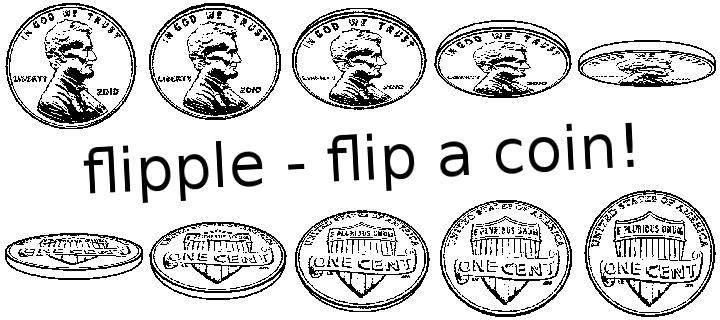 IN GOD WE TRUST
LIBERTY
2010
IN GOD WE TRUST
LIBERTY
2010
IN GOD WE TRUST
LIBERTY
2010
IN GOD WE TRUST
2010
flipple - flip a coin!
ONE CENT
UNITED STATES OF AMERICA
E PLURIBUS UNUM
ONE CENT
UNITED STATES OF AMERICA
E PLURIBUS UNUM
ONE CENT
UNITED STATES OF AMERICA
E PLURIBUS UNUM
ONE CENT